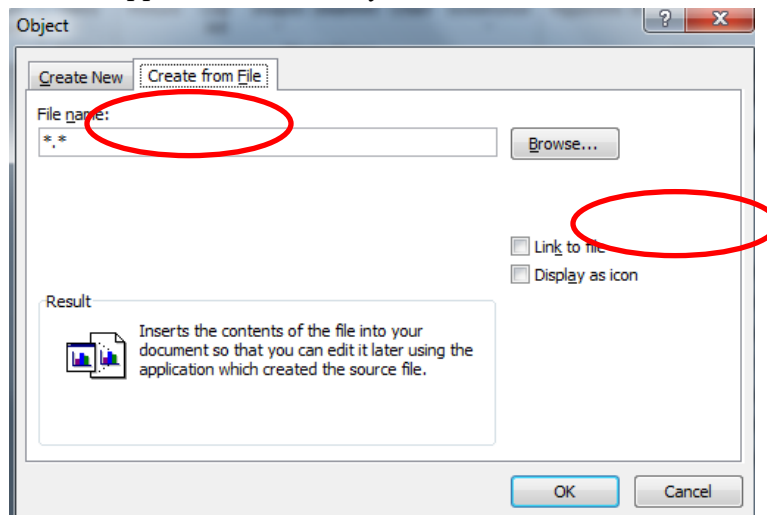 Object
Create New
Create from File
File name:
*.*
Browse...
Link to file
Display as icon
Result
Inserts the contents of the file into your
document so that you can edit it later using the
application which created the source file.
OK
Cancel